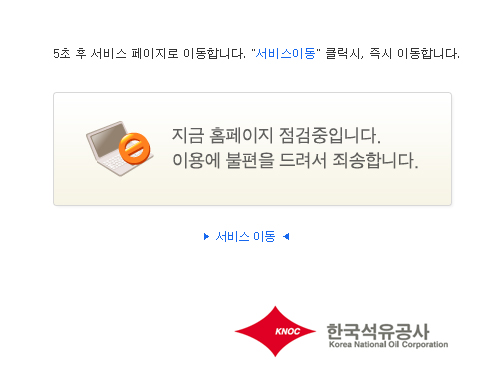 5초 후 서비스 페이지로 이동합니다. "서비스이동" 클릭시, 즉시 이동합니다.
지금 홈페이지 점검중입니다.
이용에 불편을 드려서 죄송합니다.
▶ 서비스 이동 ◀
KNOC 한국석유공사
Korea National Oil Corporation